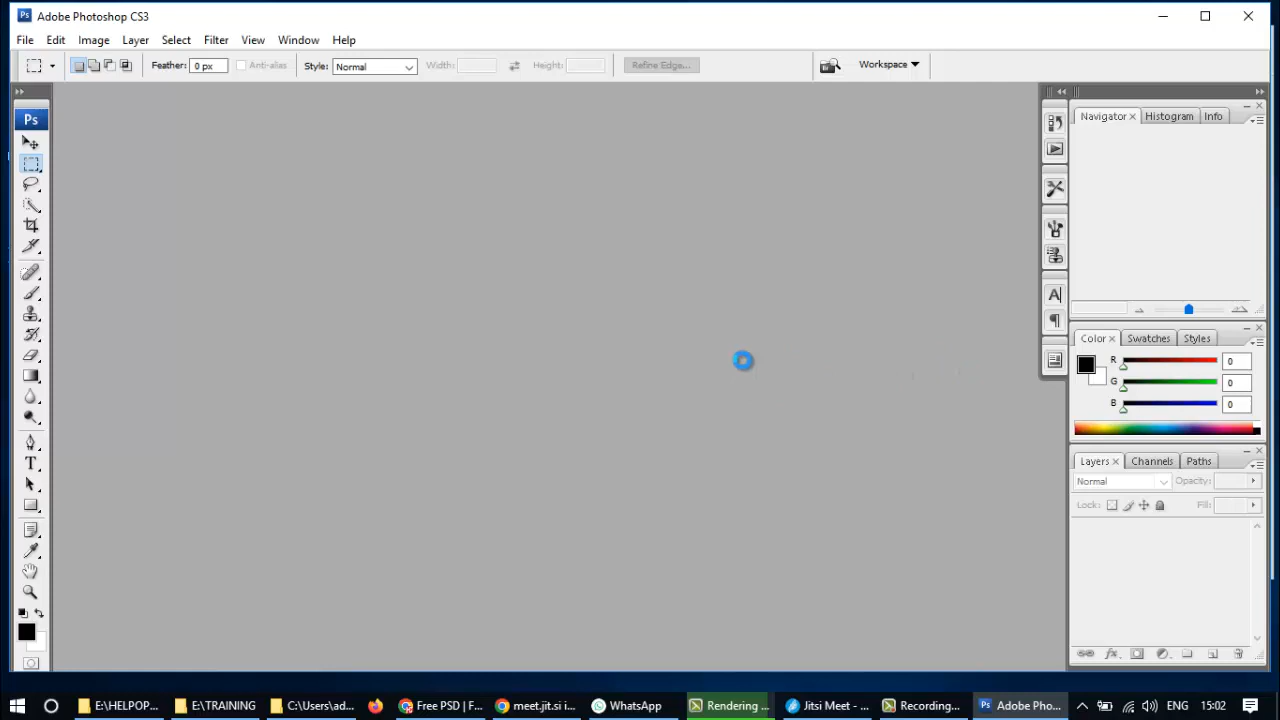 Adobe Photoshop CS3
File Edit Image Layer Select Filter View Window Help
Feather: 0 px Anti-alias Style: Normal Width: Height: Refine Edge... Workspace
Ps
Navigator Histogram Info
Color Swatches Styles
R 0
G 0
B 0
Layers Channels Paths
Normal Opacity:
Lock: Fill:
E:\HELPOP... E:\TRAINING C:\Users\ad... Free PSD | F... meet.jit.si i... WhatsApp Rendering ... Jitsi Meet - ... Recording... Adobe Pho... ENG 15:02